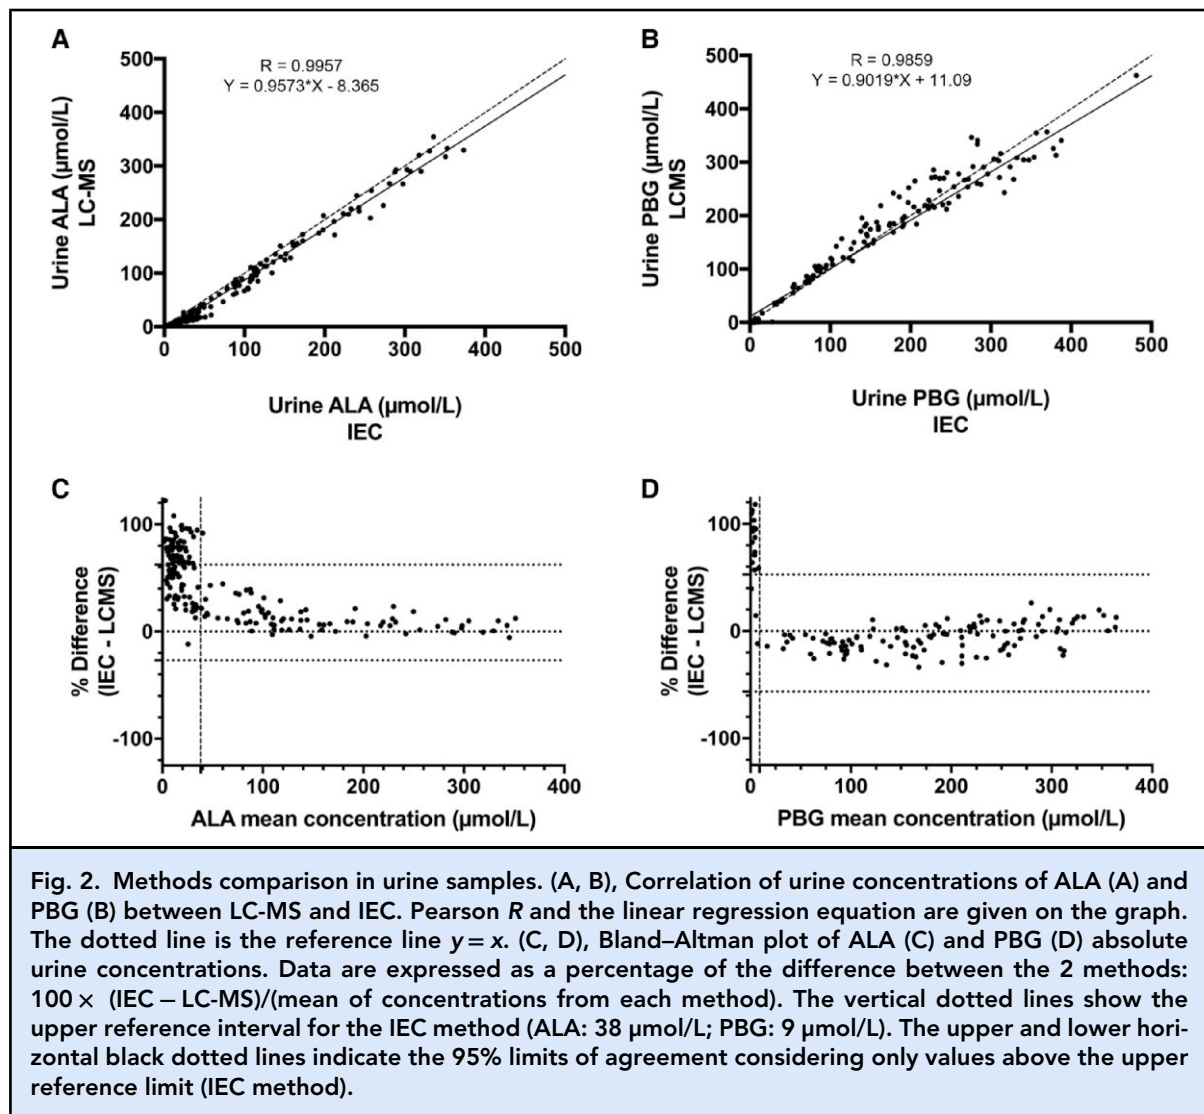 A
R = 0.9957
Y = 0.9573*X - 8.365
Urine ALA (µmol/L)
LC-MS
500
400
300
200
100
0
0 100 200 300 400 500
Urine ALA (µmol/L)
IEC
B
R = 0.9859
Y = 0.9019*X + 11.09
Urine PBG (µmol/L)
LCMS
500
400
300
200
100
0
0 100 200 300 400 500
Urine PBG (µmol/L)
IEC
C
% Difference
(IEC - LCMS)
100
0
-100
0 100 200 300 400
ALA mean concentration (µmol/L)
D
% Difference
(IEC - LCMS)
100
0
-100
0 100 200 300 400
PBG mean concentration (µmol/L)
Fig. 2. Methods comparison in urine samples. (A, B), Correlation of urine concentrations of ALA (A) and
PBG (B) between LC-MS and IEC. Pearson R and the linear regression equation are given on the graph.
The dotted line is the reference line y = x. (C, D), Bland–Altman plot of ALA (C) and PBG (D) absolute
urine concentrations. Data are expressed as a percentage of the difference between the 2 methods:
100 × (IEC – LC-MS)/(mean of concentrations from each method). The vertical dotted lines show the
upper reference interval for the IEC method (ALA: 38 µmol/L; PBG: 9 µmol/L). The upper and lower hori-
zontal black dotted lines indicate the 95% limits of agreement considering only values above the upper
reference limit (IEC method).